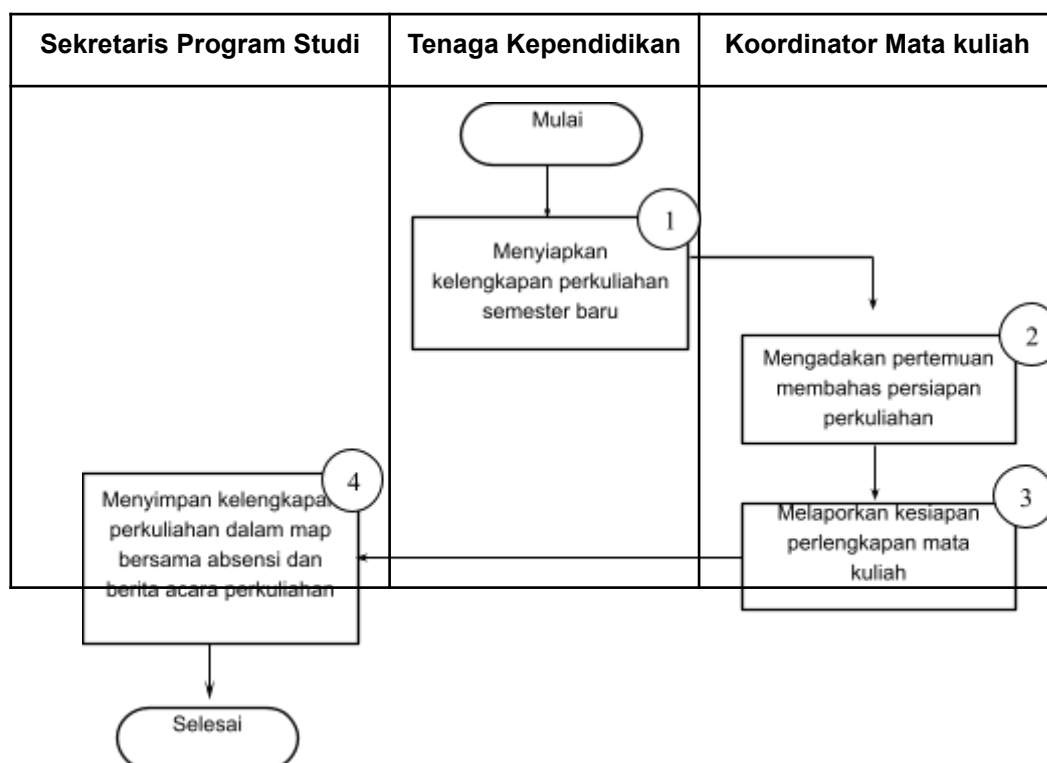 Sekretaris Program Studi
Tenaga Kependidikan
Koordinator Mata kuliah
Mulai
1
Menyiapkan
kelengkapan perkuliahan
semester baru
2
Mengadakan pertemuan
membahas persiapan
perkuliahan
3
Melaporkan kesiapan
perlengkapan mata
kuliah
4
Menyimpan kelengkapan
perkuliahan dalam map
bersama absensi dan
berita acara perkuliahan
Selesai